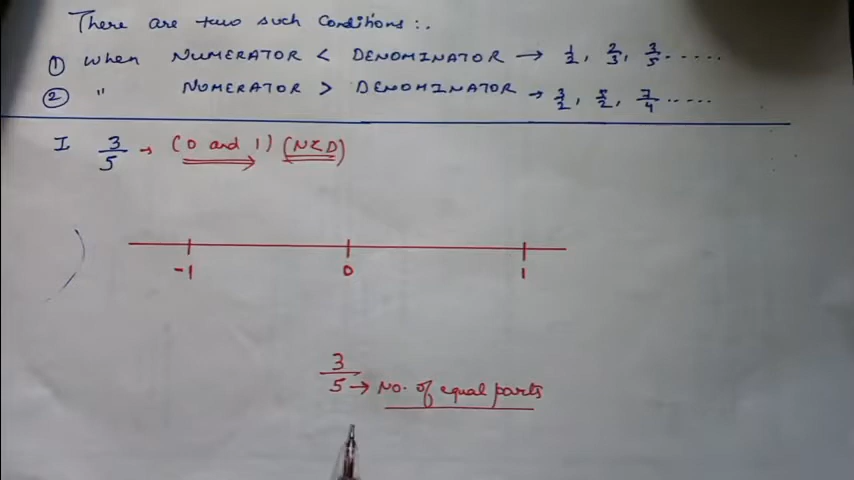 There are two such Conditions:.
① When NUMERATOR < DENOMINATOR → 1/2, 2/3, 3/5 .....
② " NUMERATOR > DENOMINATOR → 3/2, 5/2, 7/4 .....
I 3/5 → (0 and 1) (N<D)
-1 0 1
3/5 → No. of equal parts